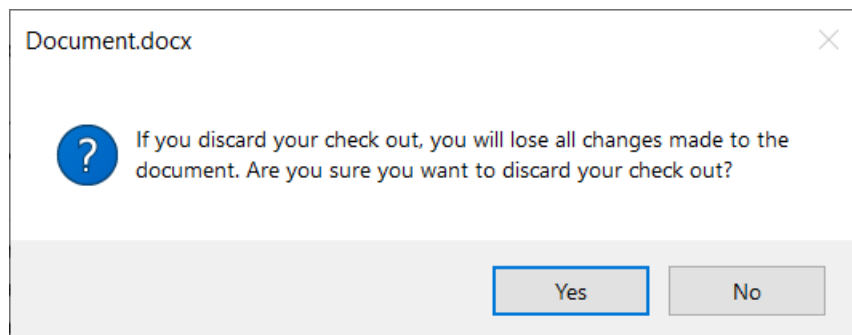 Document.docx
If you discard your check out, you will lose all changes made to the
document. Are you sure you want to discard your check out?
Yes
No